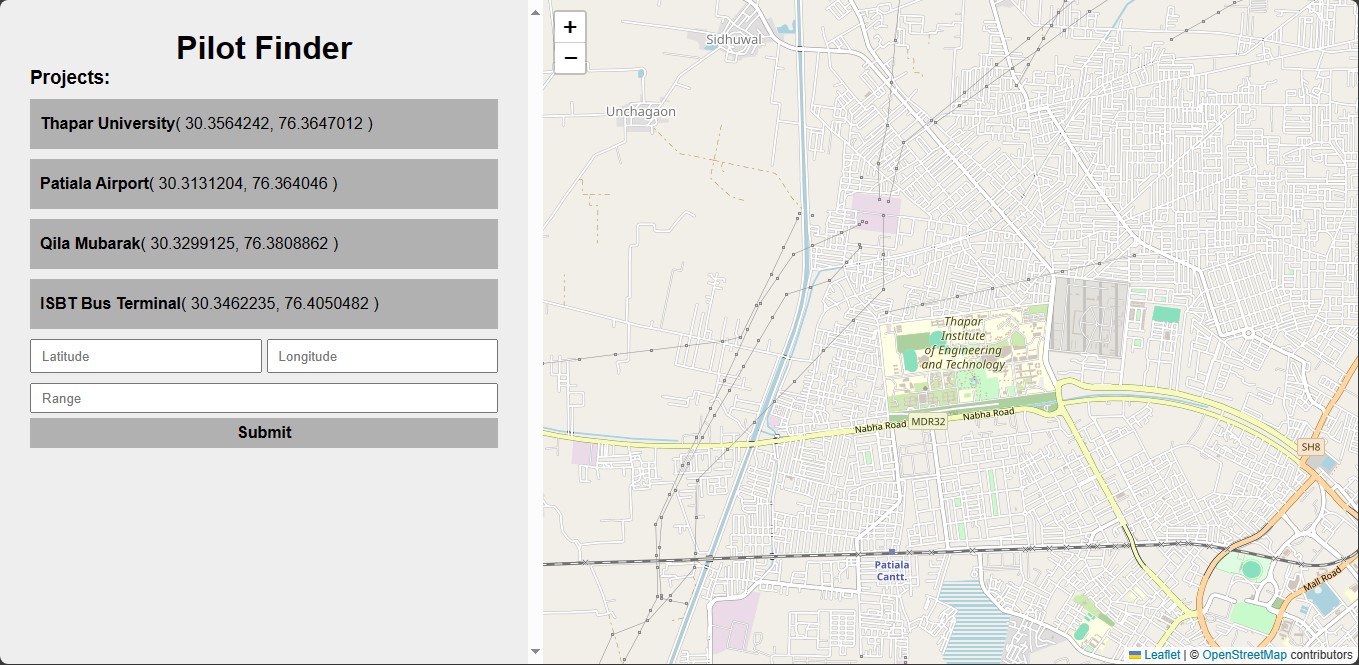 Pilot Finder
Projects:
Thapar University( 30.3564242, 76.3647012 )
Patiala Airport( 30.3131204, 76.364046 )
Qila Mubarak( 30.3299125, 76.3808862 )
ISBT Bus Terminal( 30.3462235, 76.4050482 )
Latitude
Longitude
Range
Submit
+
−
Sidhuwal
Unchagaon
Thapar
Institute
of Engineering
and Technology
Nabha Road
MDR32
Nabha Road
SH8
Patiala
Cantt.
Mall Road
Leaflet | © OpenStreetMap contributors